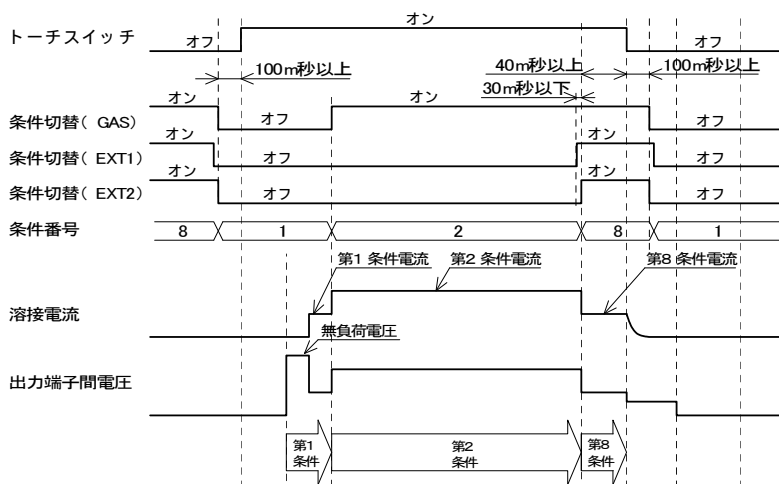 オン
トーチスイッチ
オフ
オフ
100m秒以上
40m秒以上
100m秒以上
30m秒以下
オン
オン
条件切替( GAS)
オフ
オフ
オン
オン
条件切替( EXT1)
オフ
オフ
オン
オン
条件切替( EXT2)
オフ
オフ
条件番号
8
1
2
8
1
第1 条件電流
第2 条件電流
第8 条件電流
溶接電流
無負荷電圧
出力端子間電圧
第1
条件
第2
条件
第8
条件